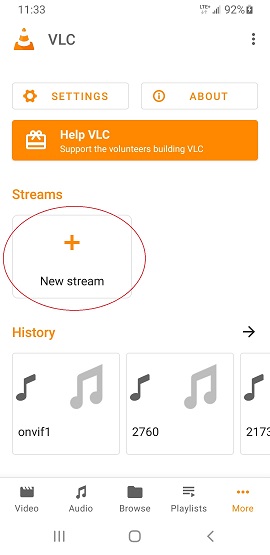 11:33
LTE+ 92%
VLC
SETTINGS
ABOUT
Help VLC
Support the volunteers building VLC
Streams
+
New stream
History
onvif1
2760
2173
Video
Audio
Browse
Playlists
More